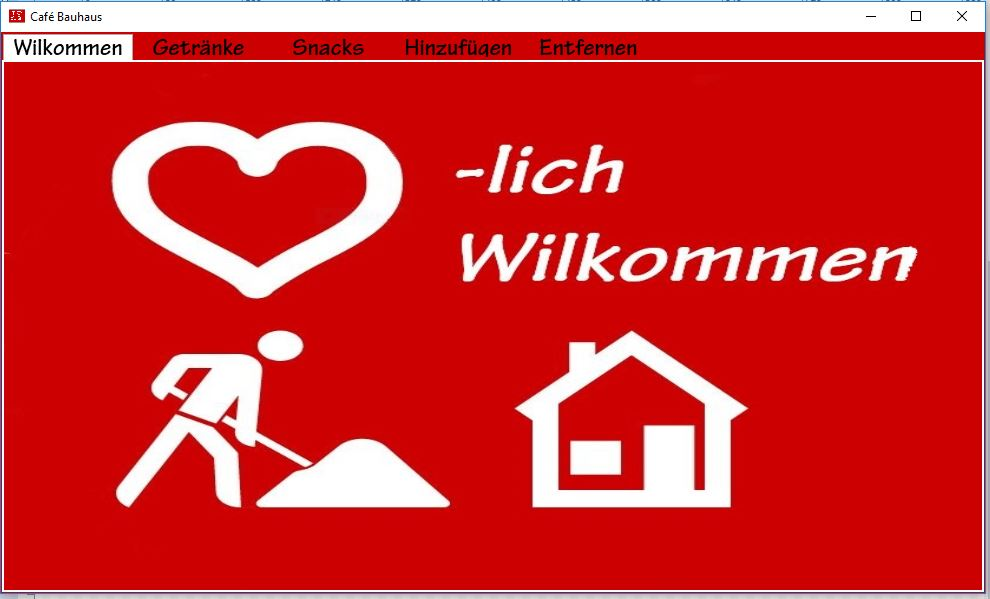 Café Bauhaus
Wilkommen Getränke Snacks Hinzufügen Entfernen
-lich
Wilkommen